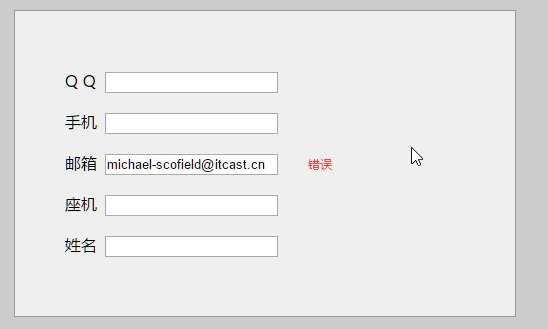 Q Q
手机
邮箱 michael-scofield@itcast.cn 错误
座机
姓名